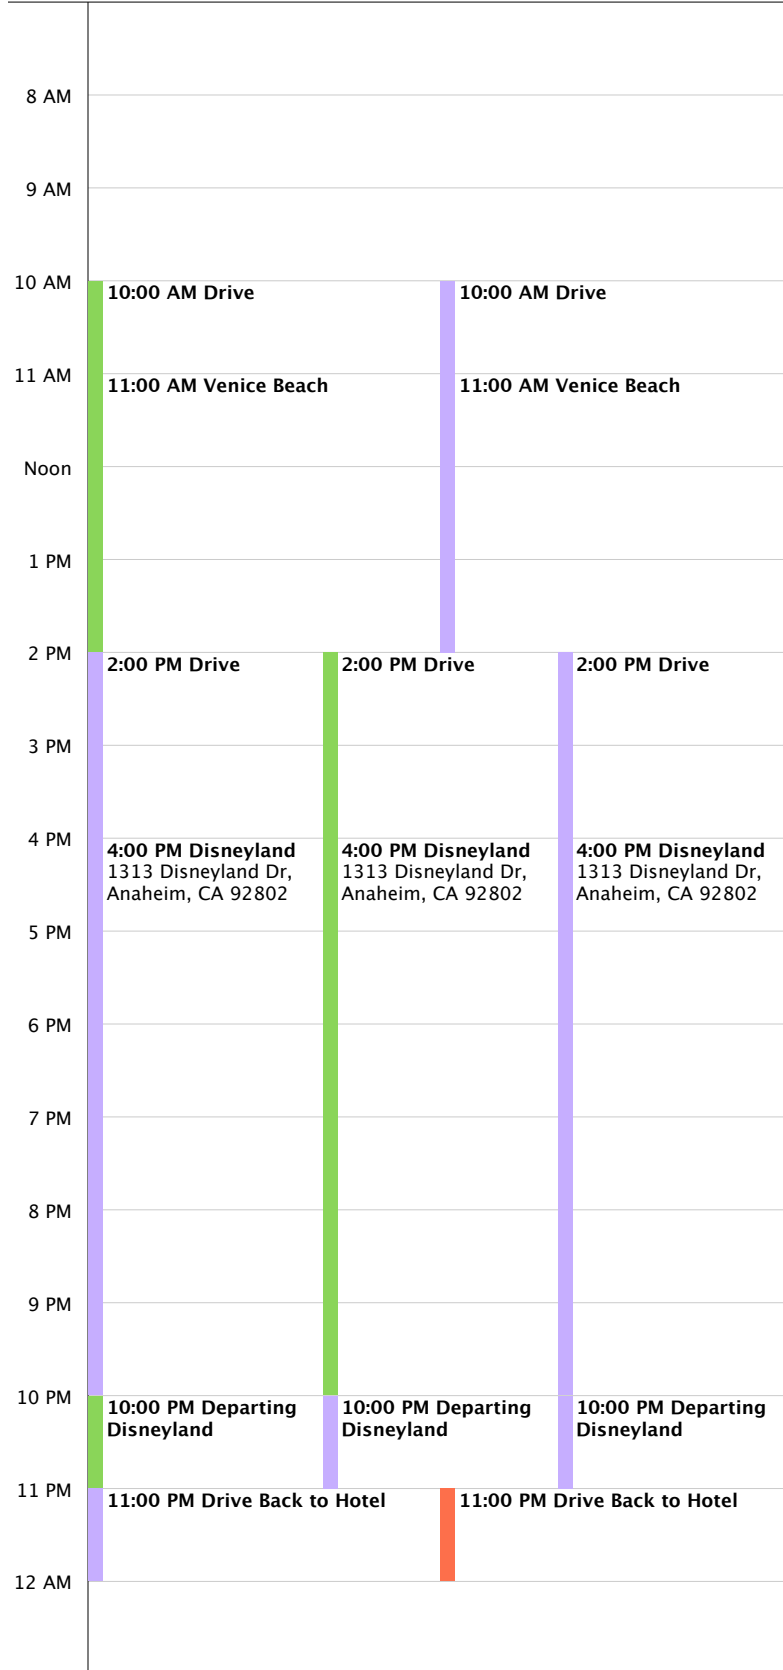 8 AM
9 AM
10 AM
10:00 AM Drive
10:00 AM Drive
11 AM
11:00 AM Venice Beach
11:00 AM Venice Beach
Noon
1 PM
2 PM
2:00 PM Drive
2:00 PM Drive
2:00 PM Drive
3 PM
4 PM
4:00 PM Disneyland
1313 Disneyland Dr,
Anaheim, CA 92802
4:00 PM Disneyland
1313 Disneyland Dr,
Anaheim, CA 92802
4:00 PM Disneyland
1313 Disneyland Dr,
Anaheim, CA 92802
5 PM
6 PM
7 PM
8 PM
9 PM
10 PM
10:00 PM Departing
Disneyland
10:00 PM Departing
Disneyland
10:00 PM Departing
Disneyland
11 PM
11:00 PM Drive Back to Hotel
11:00 PM Drive Back to Hotel
12 AM